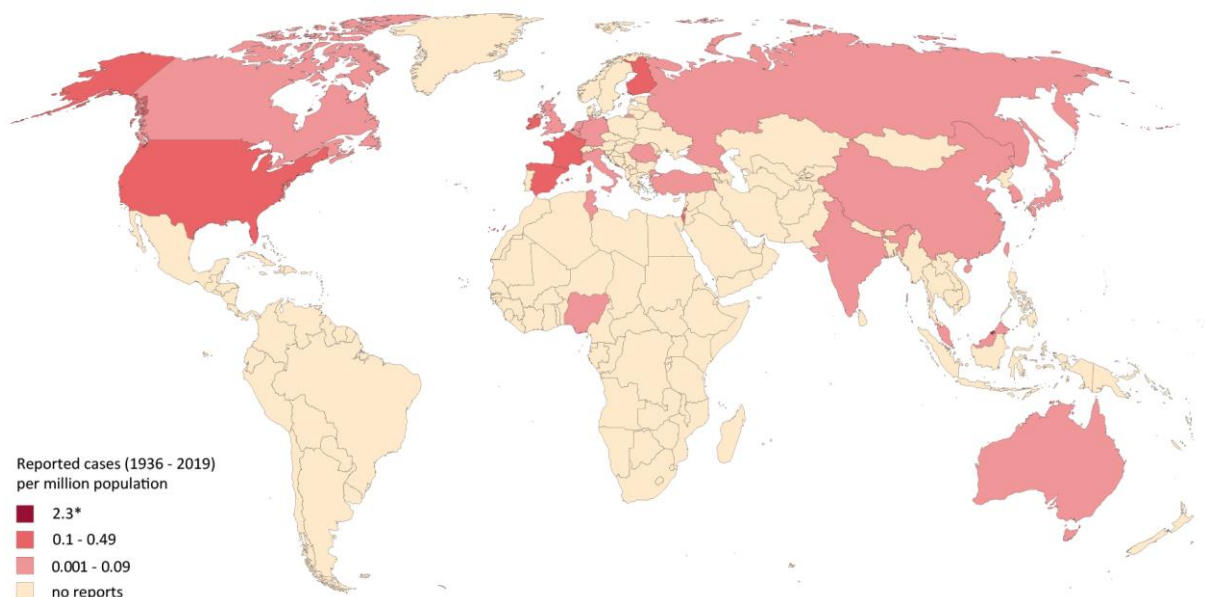 Reported cases (1936 - 2019)
per million population
2.3*
0.1 - 0.49
0.001 - 0.09
no reports